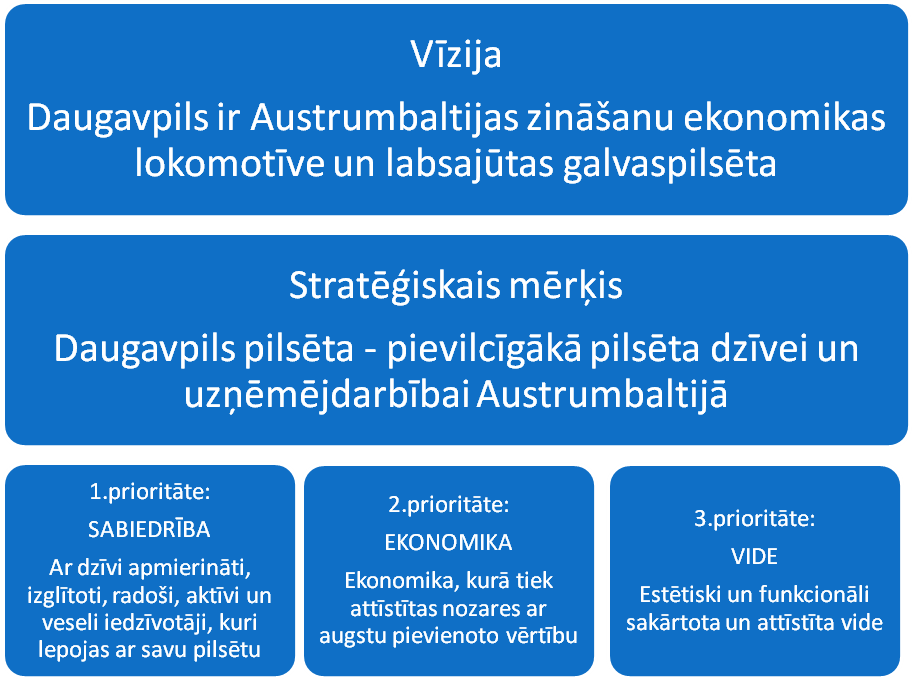 Vīzija
Daugavpils ir Austrumbaltijas zināšanu ekonomikas
lokomotīve un labsajūtas galvaspilsēta
Stratēģiskais mērķis
Daugavpils pilsēta - pievilcīgākā pilsēta dzīvei un
uzņēmējdarbībai Austrumbaltijā
1.prioritāte:
SABIEDRĪBA
Ar dzīvi apmierināti,
izglītoti, radoši, aktīvi un
veseli iedzīvotāji, kuri
lepojas ar savu pilsētu
2.prioritāte:
EKONOMIKA
Ekonomika, kurā tiek
attīstītas nozares ar
augstu pievienoto vērtību
3.prioritāte:
VIDE
Estētiski un funkcionāli
sakārtota un attīstīta vide